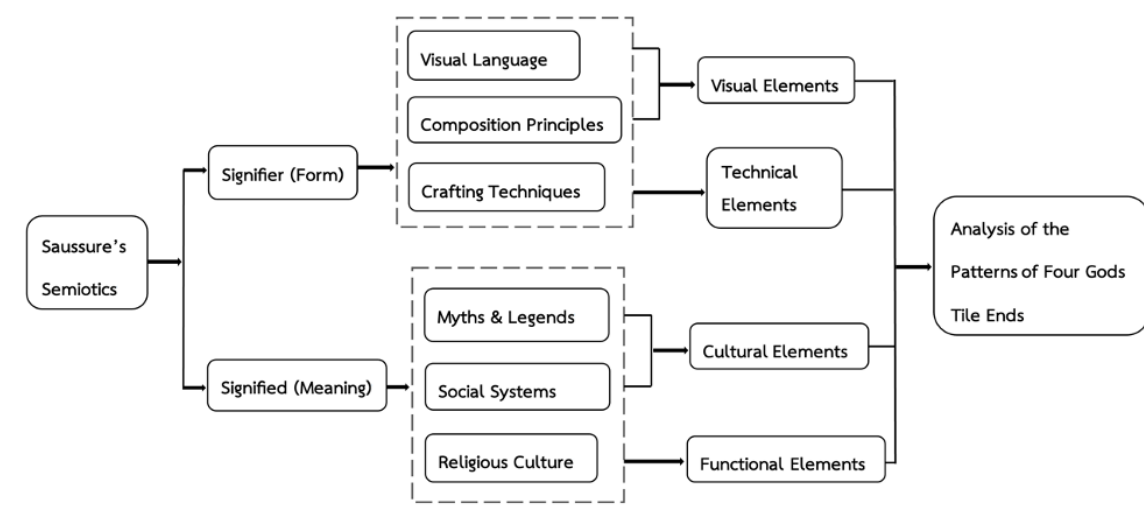 Saussure's
Semiotics
Signifier (Form)
Signified (Meaning)
Visual Language
Composition Principles
Crafting Techniques
Myths & Legends
Social Systems
Religious Culture
Visual Elements
Technical
Elements
Cultural Elements
Functional Elements
Analysis of the
Patterns of Four Gods
Tile Ends